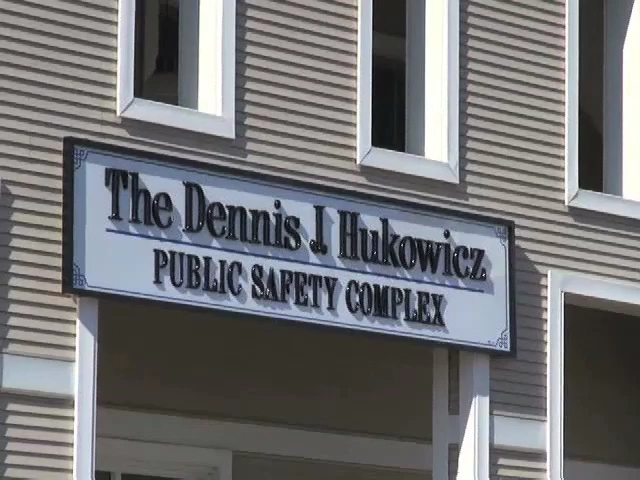 The Dennis J. Hukowicz
PUBLIC SAFETY COMPLEX